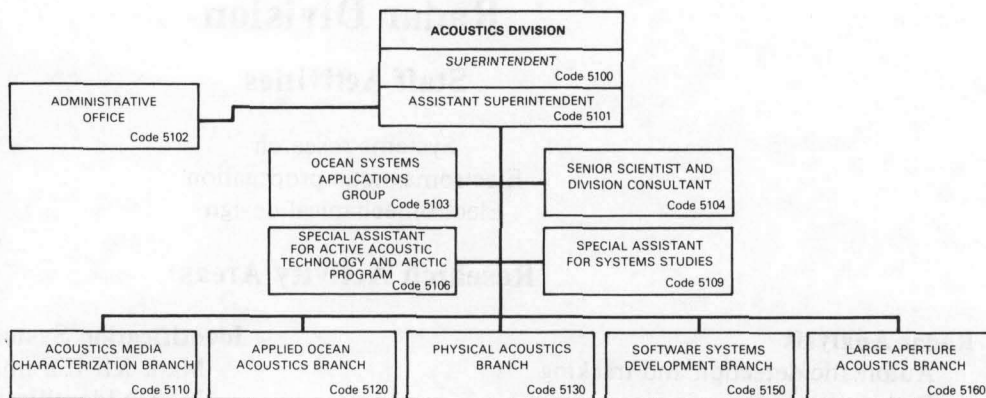 ACOUSTICS DIVISION
SUPERINTENDENT
Code 5100
ASSISTANT SUPERINTENDENT
Code 5101
ADMINISTRATIVE
OFFICE
Code 5102
OCEAN SYSTEMS
APPLICATIONS
GROUP
Code 5103
SENIOR SCIENTIST AND
DIVISION CONSULTANT
Code 5104
SPECIAL ASSISTANT
FOR ACTIVE ACOUSTIC
TECHNOLOGY AND ARCTIC
PROGRAM
Code 5106
SPECIAL ASSISTANT
FOR SYSTEMS STUDIES
Code 5109
ACOUSTICS MEDIA
CHARACTERIZATION BRANCH
Code 5110
APPLIED OCEAN
ACOUSTICS BRANCH
Code 5120
PHYSICAL ACOUSTICS
BRANCH
Code 5130
SOFTWARE SYSTEMS
DEVELOPMENT BRANCH
Code 5150
LARGE APERTURE
ACOUSTICS BRANCH
Code 5160